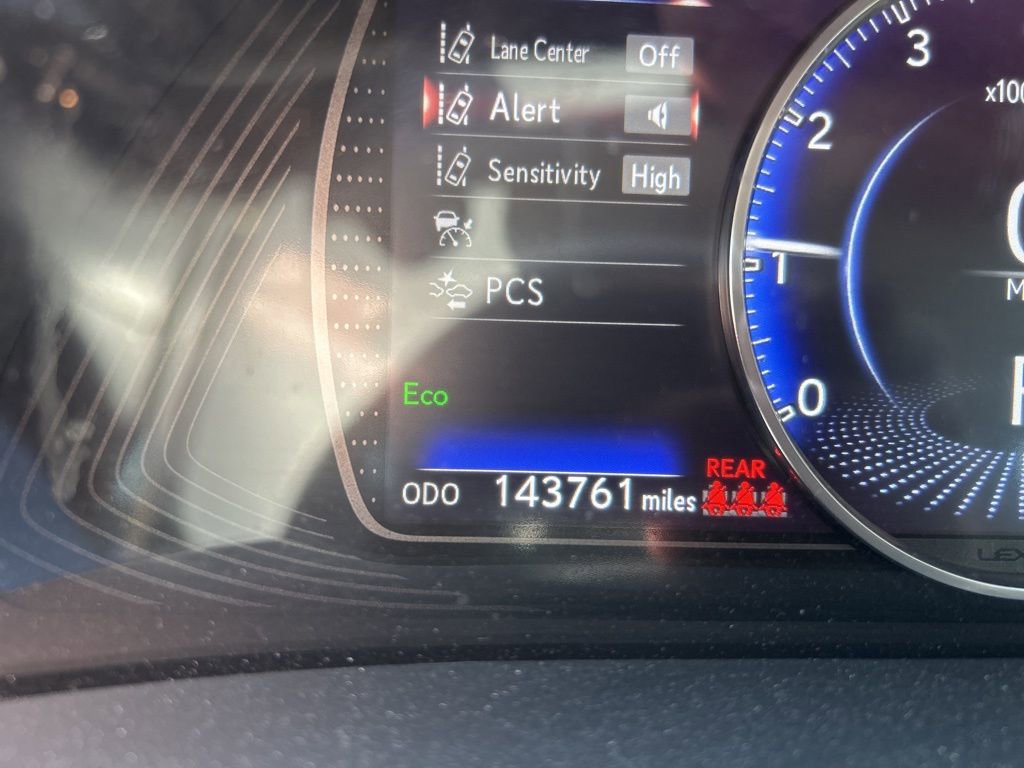 Lane Center Off
Alert
Sensitivity High
PCS
Eco
ODO 143761 miles
REAR
3
x100
2
1
0